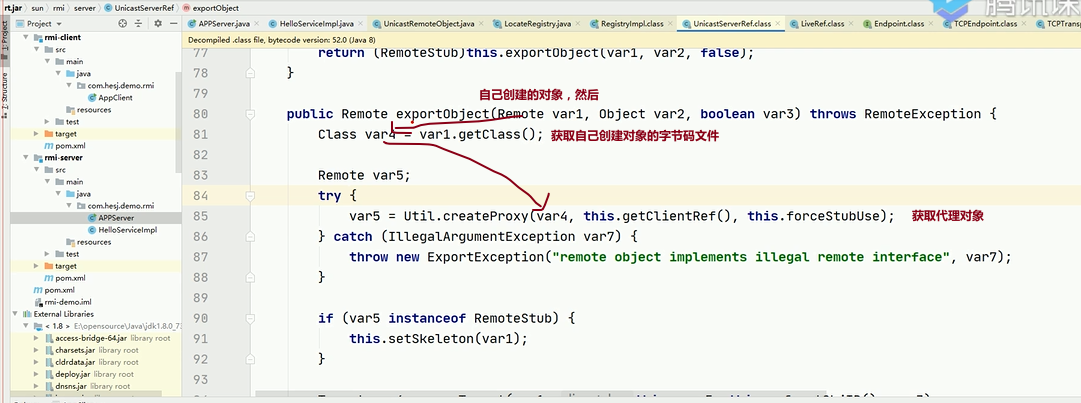 rt.jar sun rmi server UnicastServerRef exportObject
Project
APPServer.java HelloServiceImpl.java UnicastRemoteObject.java LocateRegistry.java RegistryImpl.class UnicastServerRef.class LiveRef.class Endpoint.class TCPEndpoint.class TCPTransp
Decompiled .class file, bytecode version: 52.0 (Java 8)
1: Project
7: Structure
rmi-client
src
main
java
com.hesj.demo.rmi
AppClient
resources
test
target
pom.xml
rmi-server
src
main
java
com.hesj.demo.rmi
APPServer
HelloServiceImpl
resources
test
target
pom.xml
pom.xml
rmi-demo.iml
External Libraries
< 1.8 > E:\opensource\Java\jdk1.8.0_7
access-bridge-64.jar library root
charsets.jar library root
cldrdata.jar library root
deploy.jar library root
dnsns.jar library root
77 return (RemoteStub)this.exportObject(var1, var2, false);
78 }
79
自己创建的对象，然后
80 public Remote exportObject(Remote var1, Object var2, boolean var3) throws RemoteException {
81 Class var4 = var1.getClass(); 获取自己创建对象的字节码文件
82
83 Remote var5;
84 try {
85 var5 = Util.createProxy(var4, this.getClientRef(), this.forceStubUse); 获取代理对象
86 } catch (IllegalArgumentException var7) {
87 throw new ExportException("remote object implements illegal remote interface", var7);
88 }
89
90 if (var5 instanceof RemoteStub) {
91 this.setSkeleton(var1);
92 }
93